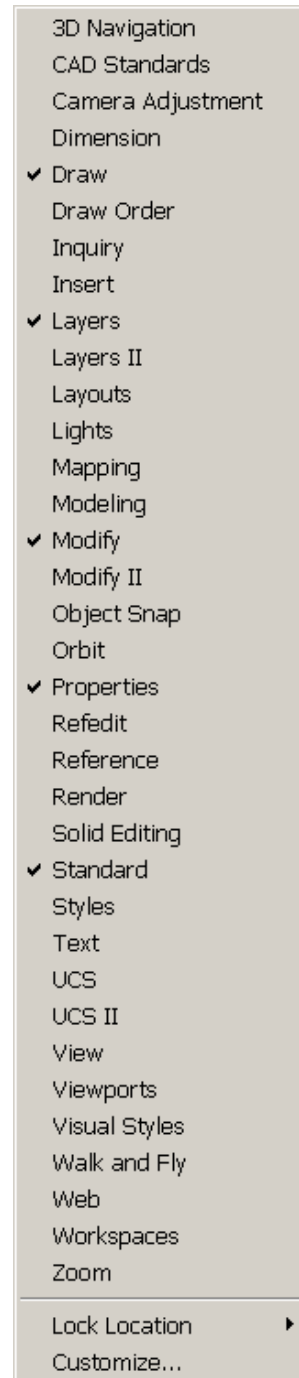 3D Navigation
CAD Standards
Camera Adjustment
Dimension
Draw
Draw Order
Inquiry
Insert
Layers
Layers II
Layouts
Lights
Mapping
Modeling
Modify
Modify II
Object Snap
Orbit
Properties
Refedit
Reference
Render
Solid Editing
Standard
Styles
Text
UCS
UCS II
View
Viewports
Visual Styles
Walk and Fly
Web
Workspaces
Zoom
Lock Location
Customize...